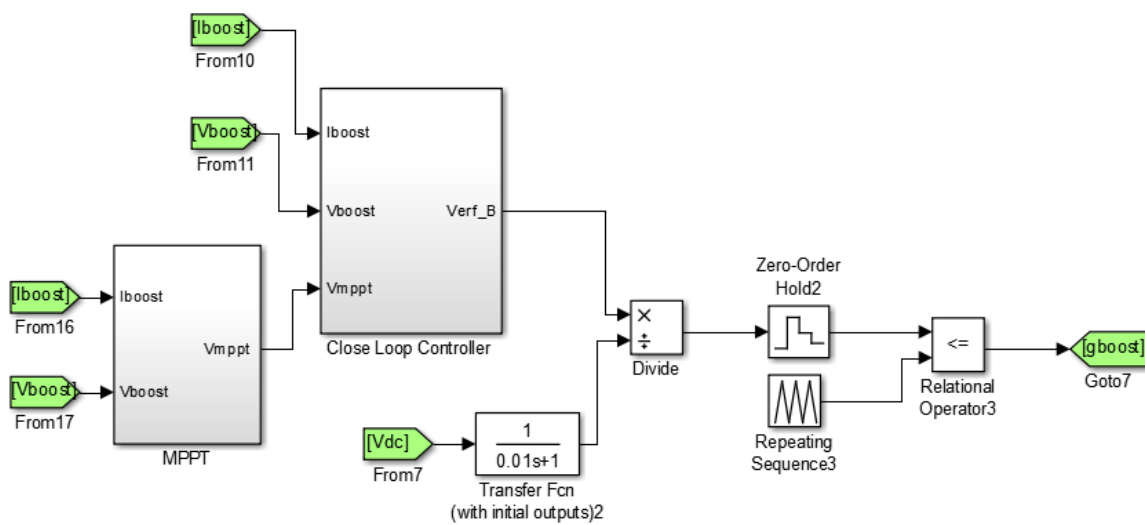 [Iboost]
From10
[Vboost]
From11
Iboost
Vboost
Verf_B
Vmppt
Close Loop Controller
[Iboost]
From16
[Vboost]
From17
Iboost
Vmppt
Vboost
MPPT
[Vdc]
From7
1
0.01s+1
Transfer Fcn
(with initial outputs)2
×
÷
Divide
Zero-Order
Hold2
Repeating
Sequence3
<=
Relational
Operator3
[gboost]
Goto7